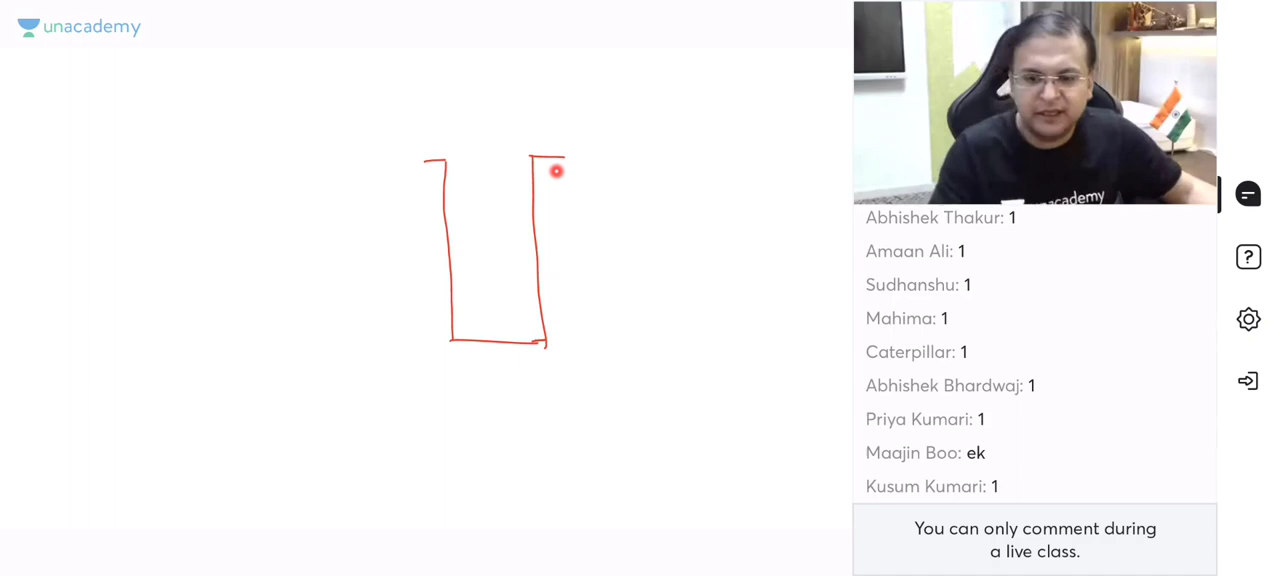 unacademy
unacademy
Abhishek Thakur: 1
Amaan Ali: 1
Sudhanshu: 1
Mahima: 1
Caterpillar: 1
Abhishek Bhardwaj: 1
Priya Kumari: 1
Maajin Boo: ek
Kusum Kumari: 1
You can only comment during
a live class.